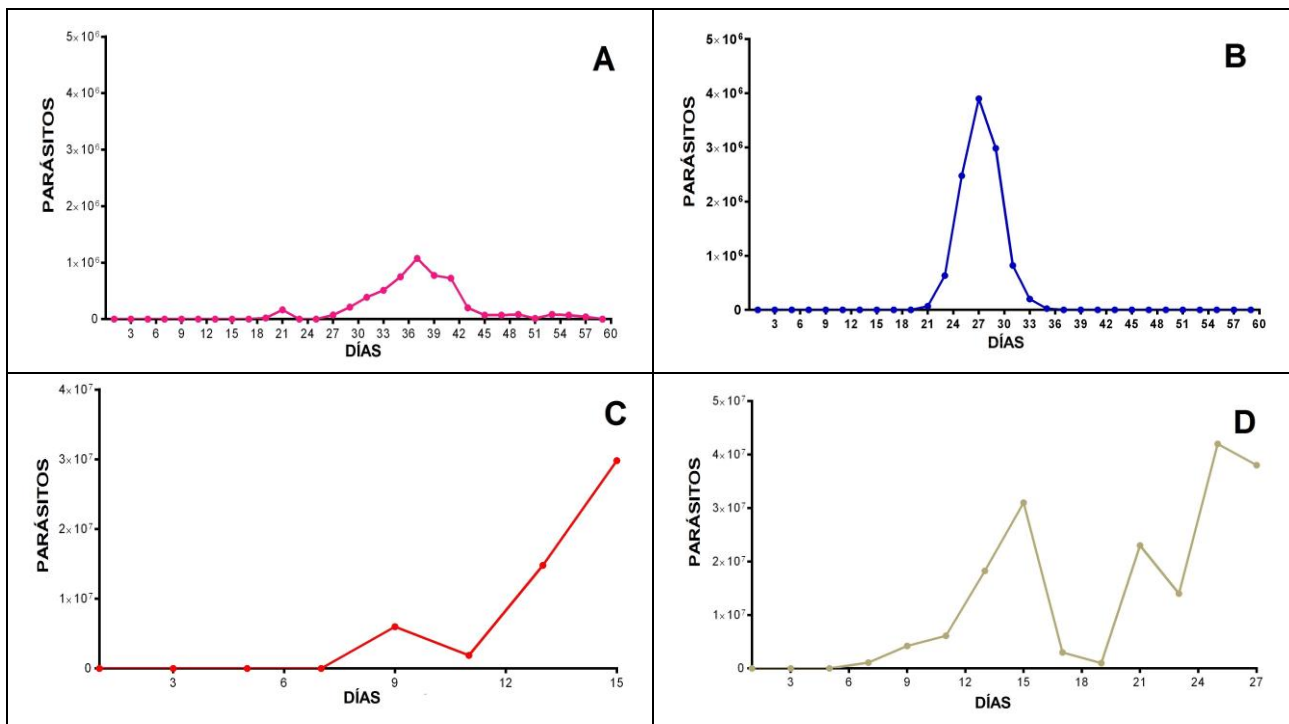 A
PARÁSITOS
5×10⁶
4×10⁶
3×10⁶
2×10⁶
1×10⁶
0
3 6 9 12 15 18 21 24 27 30 33 36 39 42 45 48 51 54 57 60
DÍAS
B
PARÁSITOS
5×10⁶
4×10⁶
3×10⁶
2×10⁶
1×10⁶
0
3 6 9 12 15 18 21 24 27 30 33 36 39 42 45 48 51 54 57 60
DÍAS
C
PARÁSITOS
4×10⁷
3×10⁷
2×10⁷
1×10⁷
0
3 6 9 12 15
DÍAS
D
PARÁSITOS
5×10⁷
4×10⁷
3×10⁷
2×10⁷
1×10⁷
0
3 6 9 12 15 18 21 24 27
DÍAS